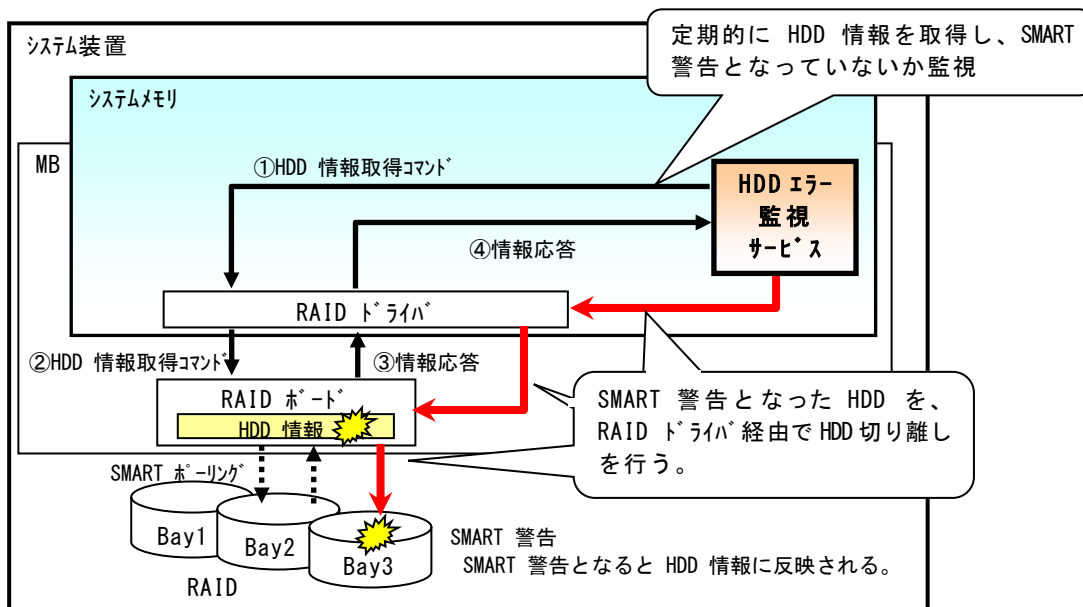 定期的に HDD 情報を取得し、SMART
警告となっていないか監視
ｼｽﾃﾑ装置
ｼｽﾃﾑﾒﾓﾘ
MB
①HDD 情報取得ｺﾏﾝﾄﾞ
HDD ｴﾗｰ
監視
ｻｰﾋﾞｽ
④情報応答
RAID ﾄﾞﾗｲﾊﾞ
②HDD 情報取得ｺﾏﾝﾄﾞ
③情報応答
RAID ﾎﾞｰﾄﾞ
HDD 情報
SMART 警告となった HDD を、
RAID ﾄﾞﾗｲﾊﾞ経由で HDD 切り離し
を行う。
SMART ﾎﾟｰﾘﾝｸﾞ
Bay1
Bay2
Bay3
RAID
SMART 警告
SMART 警告となると HDD 情報に反映される。